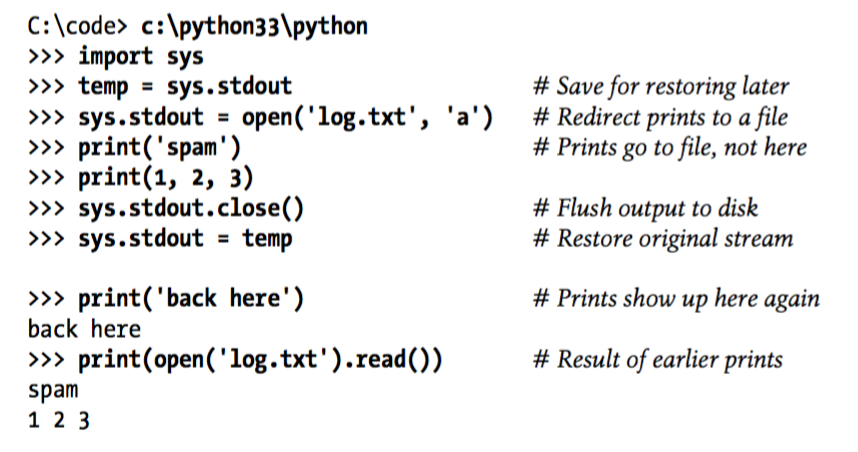 C:\code> c:\python33\python
>>> import sys
>>> temp = sys.stdout # Save for restoring later
>>> sys.stdout = open('log.txt', 'a') # Redirect prints to a file
>>> print('spam') # Prints go to file, not here
>>> print(1, 2, 3)
>>> sys.stdout.close() # Flush output to disk
>>> sys.stdout = temp # Restore original stream
>>> print('back here') # Prints show up here again
back here
>>> print(open('log.txt').read()) # Result of earlier prints
spam
1 2 3